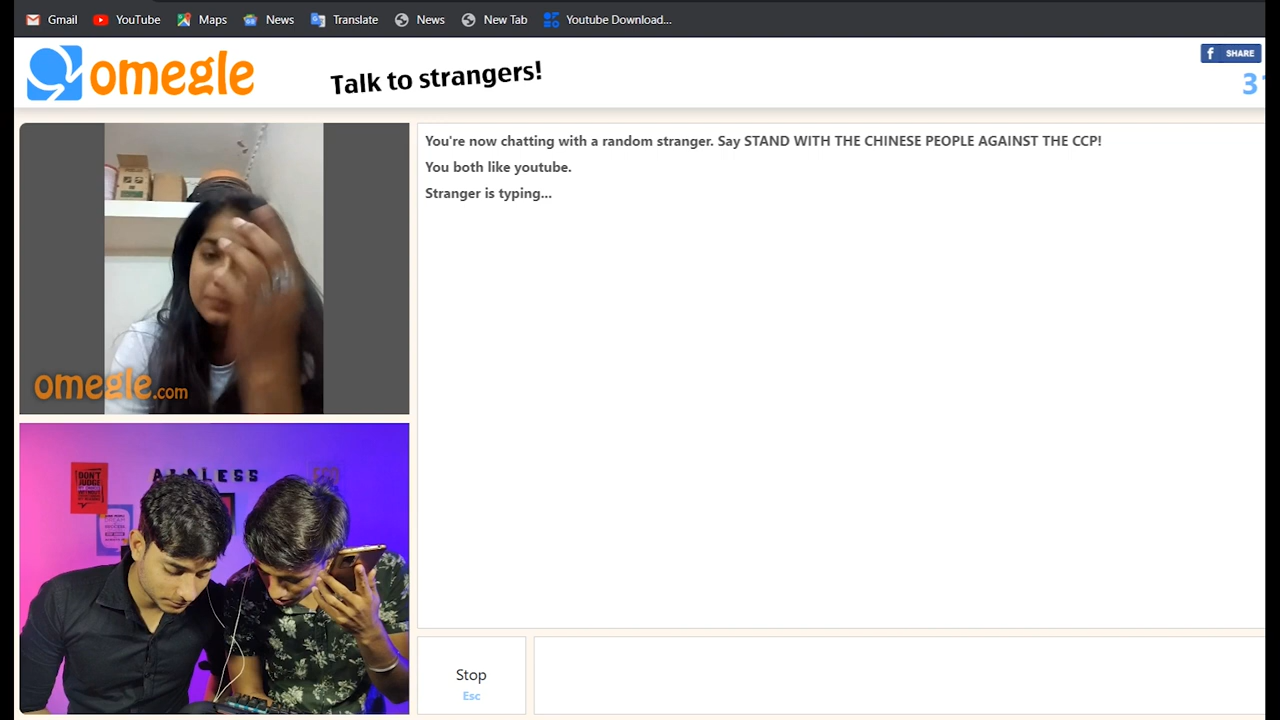 Gmail YouTube Maps News Translate News New Tab Youtube Download...
omegle Talk to strangers! f SHARE
31
You're now chatting with a random stranger. Say STAND WITH THE CHINESE PEOPLE AGAINST THE CCP!
You both like youtube.
Stranger is typing...
omegle.com
DON'T
JUDGE
Stop
Esc